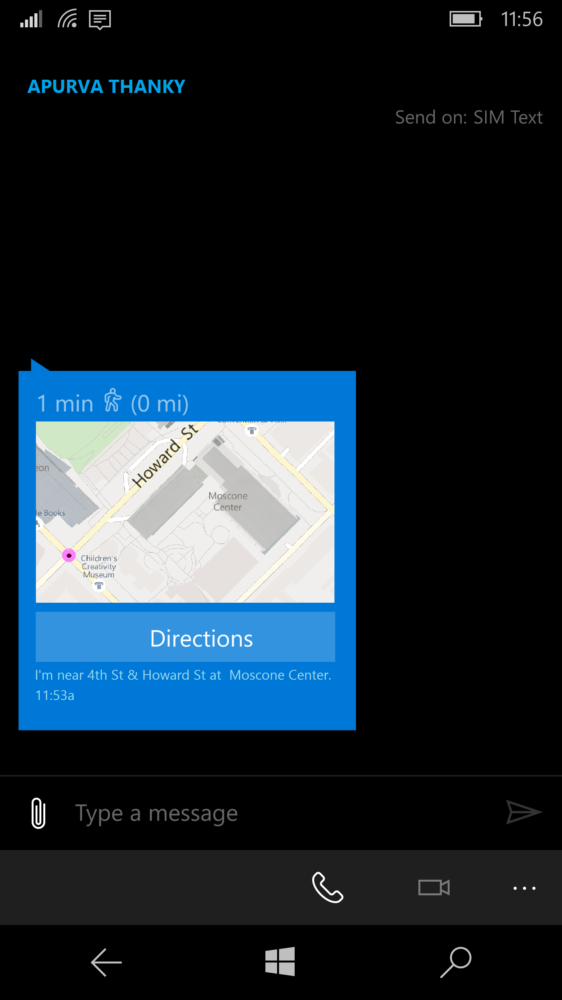 11:56
APURVA THANKY
Send on: SIM Text
1 min (0 mi)
Howard St
eon
Moscone
Center
le Books
Children's
Creativity
Museum
Directions
I'm near 4th St & Howard St at  Moscone Center.
11:53a
Type a message